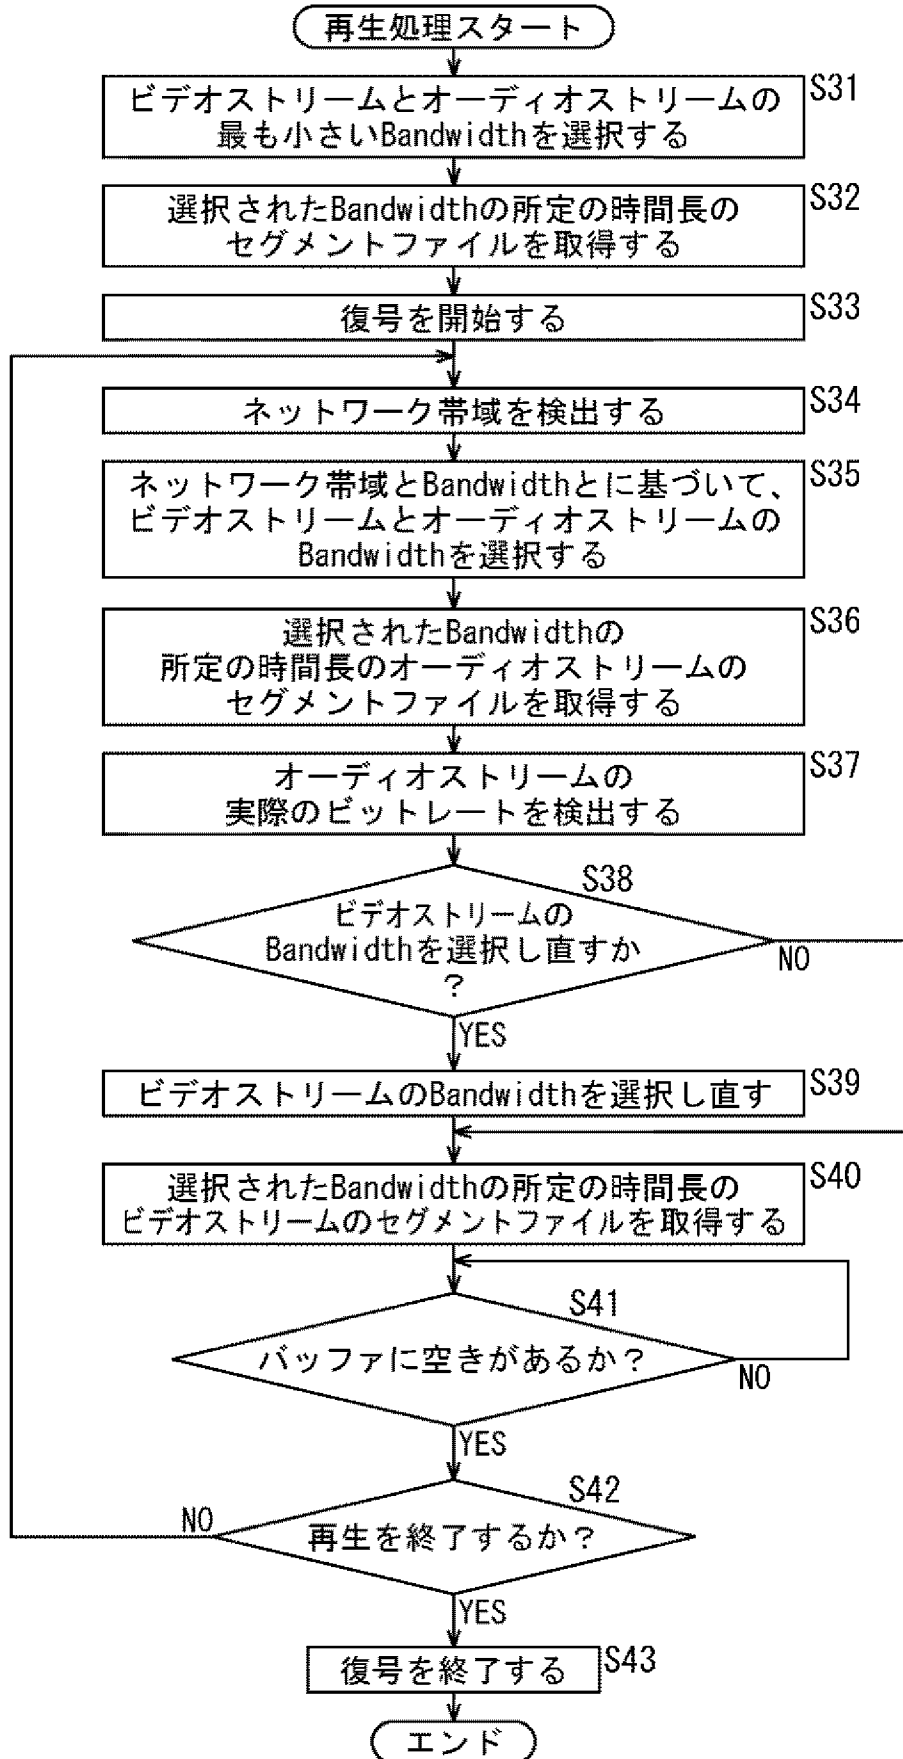 再生処理スタート
S31
ビデオストリームとオーディオストリームの
最も小さいBandwidthを選択する
S32
選択されたBandwidthの所定の時間長の
セグメントファイルを取得する
S33
復号を開始する
S34
ネットワーク帯域を検出する
S35
ネットワーク帯域とBandwidthとに基づいて、
ビデオストリームとオーディオストリームの
Bandwidthを選択する
S36
選択されたBandwidthの
所定の時間長のオーディオストリームの
セグメントファイルを取得する
S37
オーディオストリームの
実際のビットレートを検出する
S38
ビデオストリームの
Bandwidthを選択し直すか
?
NO
YES
S39
ビデオストリームのBandwidthを選択し直す
S40
選択されたBandwidthの所定の時間長の
ビデオストリームのセグメントファイルを取得する
S41
バッファに空きがあるか?
NO
YES
S42
NO
再生を終了するか?
YES
S43
復号を終了する
エンド